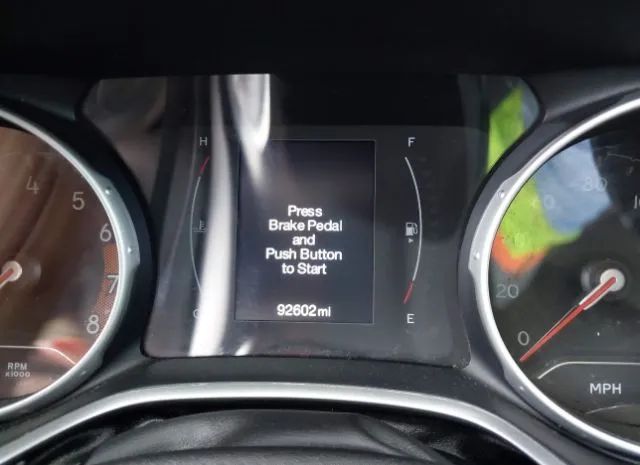 H
F
4
5
6
7
8
RPM
x1000
Press
Brake Pedal
and
Push Button
to Start
92602 mi
C
E
0
20
60
80
MPH